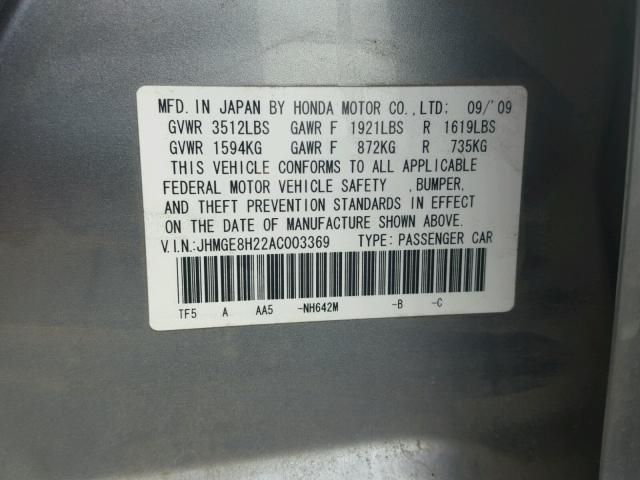 MFD. IN JAPAN BY HONDA MOTOR CO., LTD: 09/'09
GVWR 3512LBS GAWR F 1921LBS R 1619LBS
GVWR 1594KG GAWR F 872KG R 735KG
THIS VEHICLE CONFORMS TO ALL APPLICABLE
FEDERAL MOTOR VEHICLE SAFETY , BUMPER,
AND THEFT PREVENTION STANDARDS IN EFFECT
ON THE DATE OF MANUFACTURE SHOWN ABOVE.
V.I.N.:JHMGE8H22AC003369 TYPE: PASSENGER CAR
TF5 A AA5 -NH642M -B -C